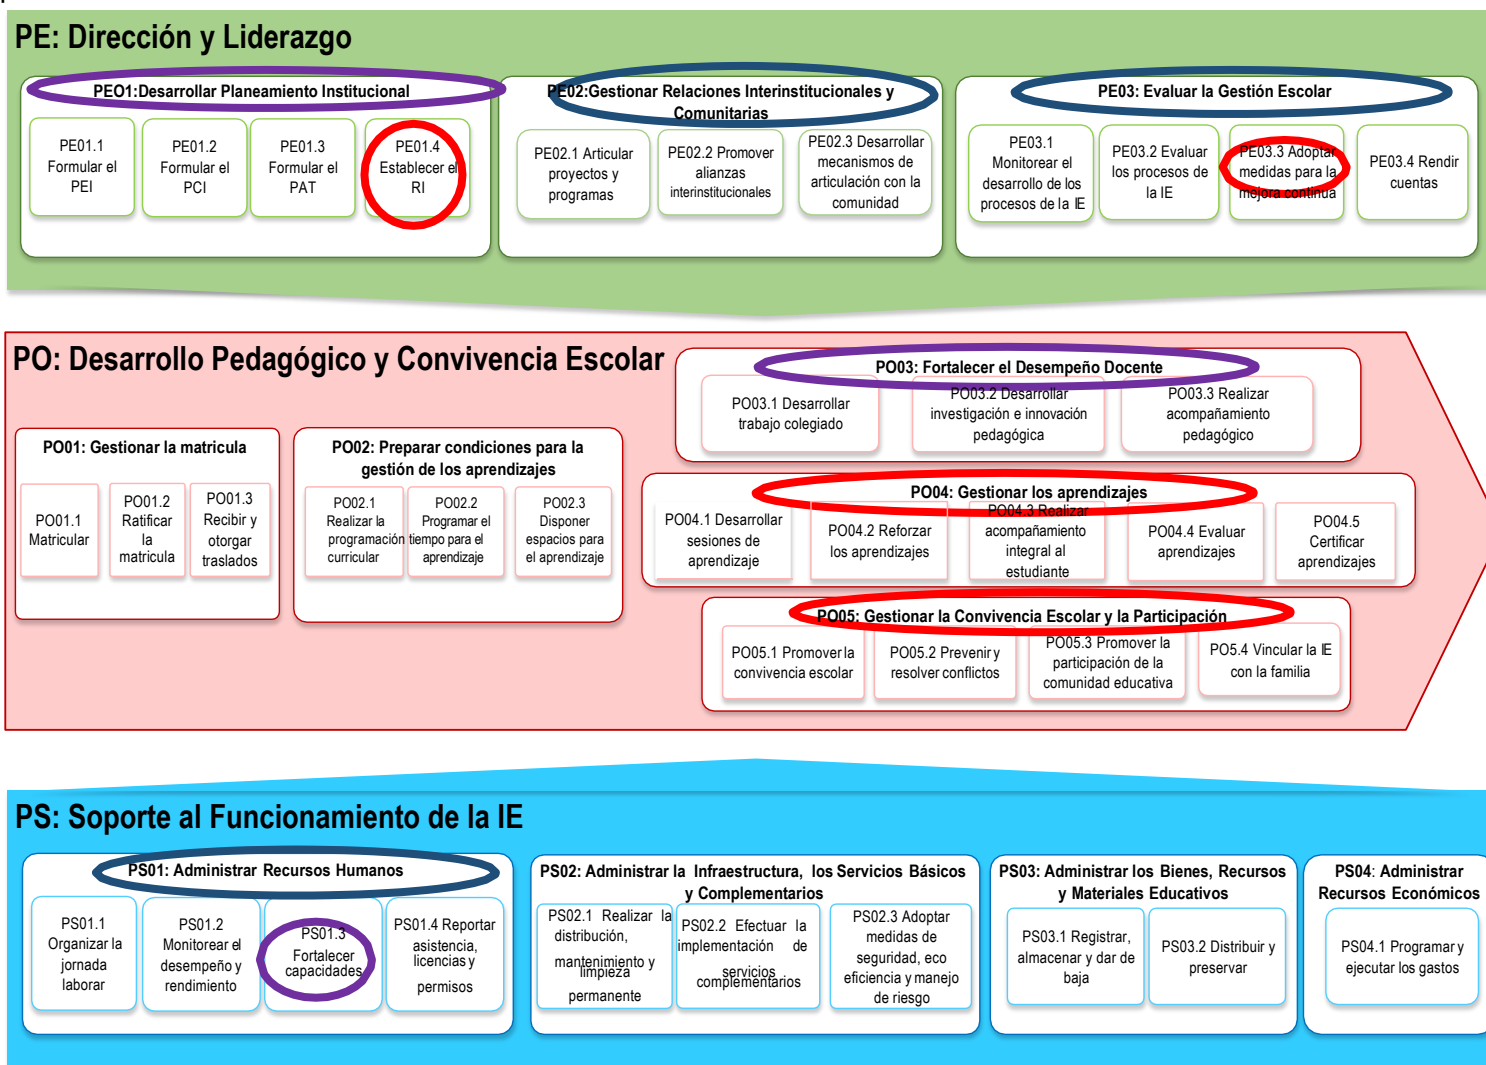 PE: Dirección y Liderazgo
PEO1:Desarrollar Planeamiento Institucional
PE01.1
Formular el
PEI
PE01.2
Formular el
PCI
PE01.3
Formular el
PAT
PE01.4
Establecer el
RI
PE02:Gestionar Relaciones Interinstitucionales y
Comunitarias
PE02.1 Articular
proyectos y
programas
PE02.2 Promover
alianzas
interinstitucionales
PE02.3 Desarrollar
mecanismos de
articulación con la
comunidad
PE03: Evaluar la Gestión Escolar
PE03.1
Monitorear el
desarrollo de los
procesos de la IE
PE03.2 Evaluar
los procesos de
la IE
PE03.3 Adoptar
medidas para la
mejora continua
PE03.4 Rendir
cuentas
PO: Desarrollo Pedagógico y Convivencia Escolar
PO01: Gestionar la matricula
PO01.1
Matricular
PO01.2
Ratificar
la
matricula
PO01.3
Recibir y
otorgar
traslados
PO02: Preparar condiciones para la
gestión de los aprendizajes
PO02.1
Realizar la
programación
curricular
PO02.2
Programar el
tiempo para el
aprendizaje
PO02.3
Disponer
espacios para
el aprendizaje
PO03: Fortalecer el Desempeño Docente
PO03.1 Desarrollar
trabajo colegiado
PO03.2 Desarrollar
investigación e innovación
pedagógica
PO03.3 Realizar
acompañamiento
pedagógico
PO04: Gestionar los aprendizajes
PO04.1 Desarrollar
sesiones de
aprendizaje
PO04.2 Reforzar
los aprendizajes
PO04.3 Realizar
acompañamiento
integral al
estudiante
PO04.4 Evaluar
aprendizajes
PO04.5
Certificar
aprendizajes
PO05: Gestionar la Convivencia Escolar y la Participación
PO05.1 Promover la
convivencia escolar
PO05.2 Prevenir y
resolver conflictos
PO05.3 Promover la
participación de la
comunidad educativa
PO5.4 Vincular la IE
con la familia
PS: Soporte al Funcionamiento de la IE
PS01: Administrar Recursos Humanos
PS01.1
Organizar la
jornada
laborar
PS01.2
Monitorear el
desempeño y
rendimiento
PS01.3
Fortalecer
capacidades
PS01.4 Reportar
asistencia,
licencias y
permisos
PS02: Administrar la Infraestructura, los Servicios Básicos
y Complementarios
PS02.1 Realizar la
distribución,
mantenimiento y
limpieza
permanente
PS02.2 Efectuar la
implementación de
servicios
complementarios
PS02.3 Adoptar
medidas de
seguridad, eco
eficiencia y manejo
de riesgo
PS03: Administrar los Bienes, Recursos
y Materiales Educativos
PS03.1 Registrar,
almacenar y dar de
baja
PS03.2 Distribuir y
preservar
PS04: Administrar
Recursos Económicos
PS04.1 Programar y
ejecutar los gastos